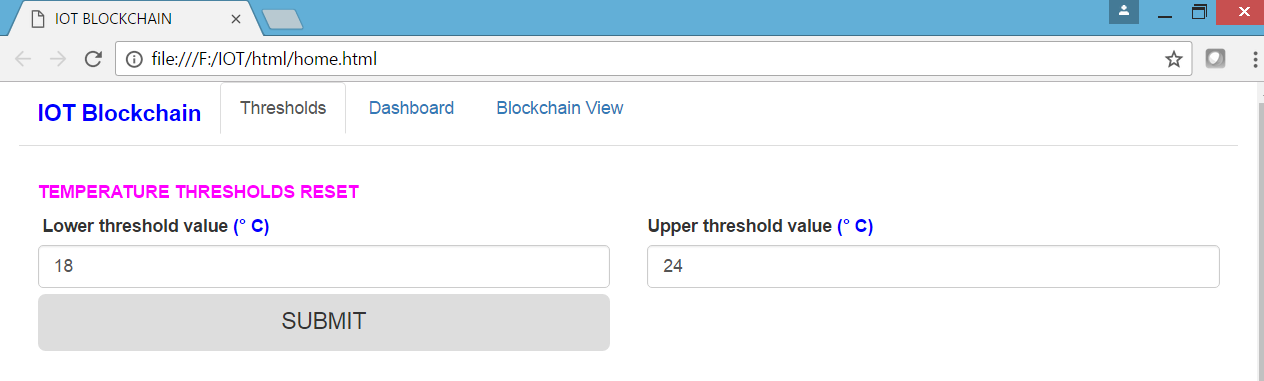 IOT BLOCKCHAIN
file:///F:/IOT/html/home.html
IOT Blockchain Thresholds Dashboard Blockchain View
TEMPERATURE THRESHOLDS RESET
Lower threshold value (° C) Upper threshold value (° C)
18 24
SUBMIT